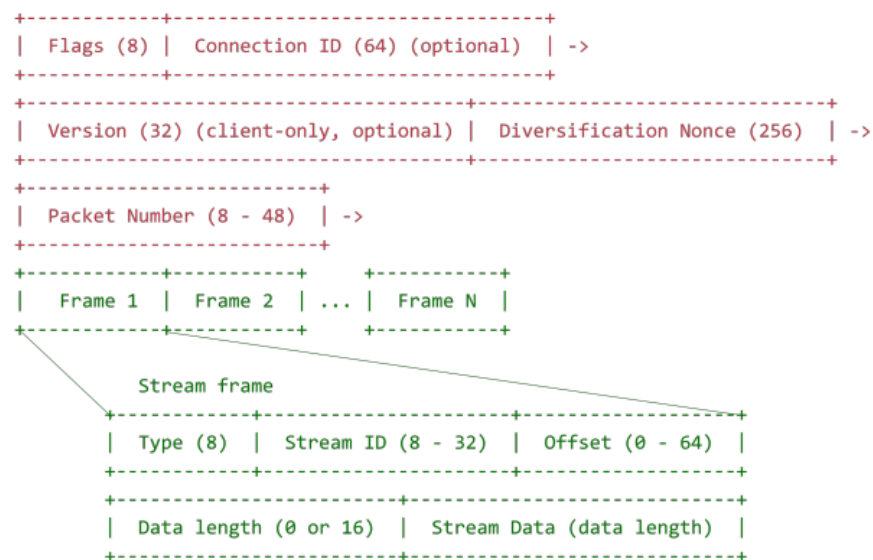 Flags (8) | Connection ID (64) (optional) | ->
Version (32) (client-only, optional) | Diversification Nonce (256) | ->
Packet Number (8 - 48) | ->
Frame 1 | Frame 2 | ... | Frame N |
Stream frame
Type (8) | Stream ID (8 - 32) | Offset (0 - 64) |
Data length (0 or 16) | Stream Data (data length) |